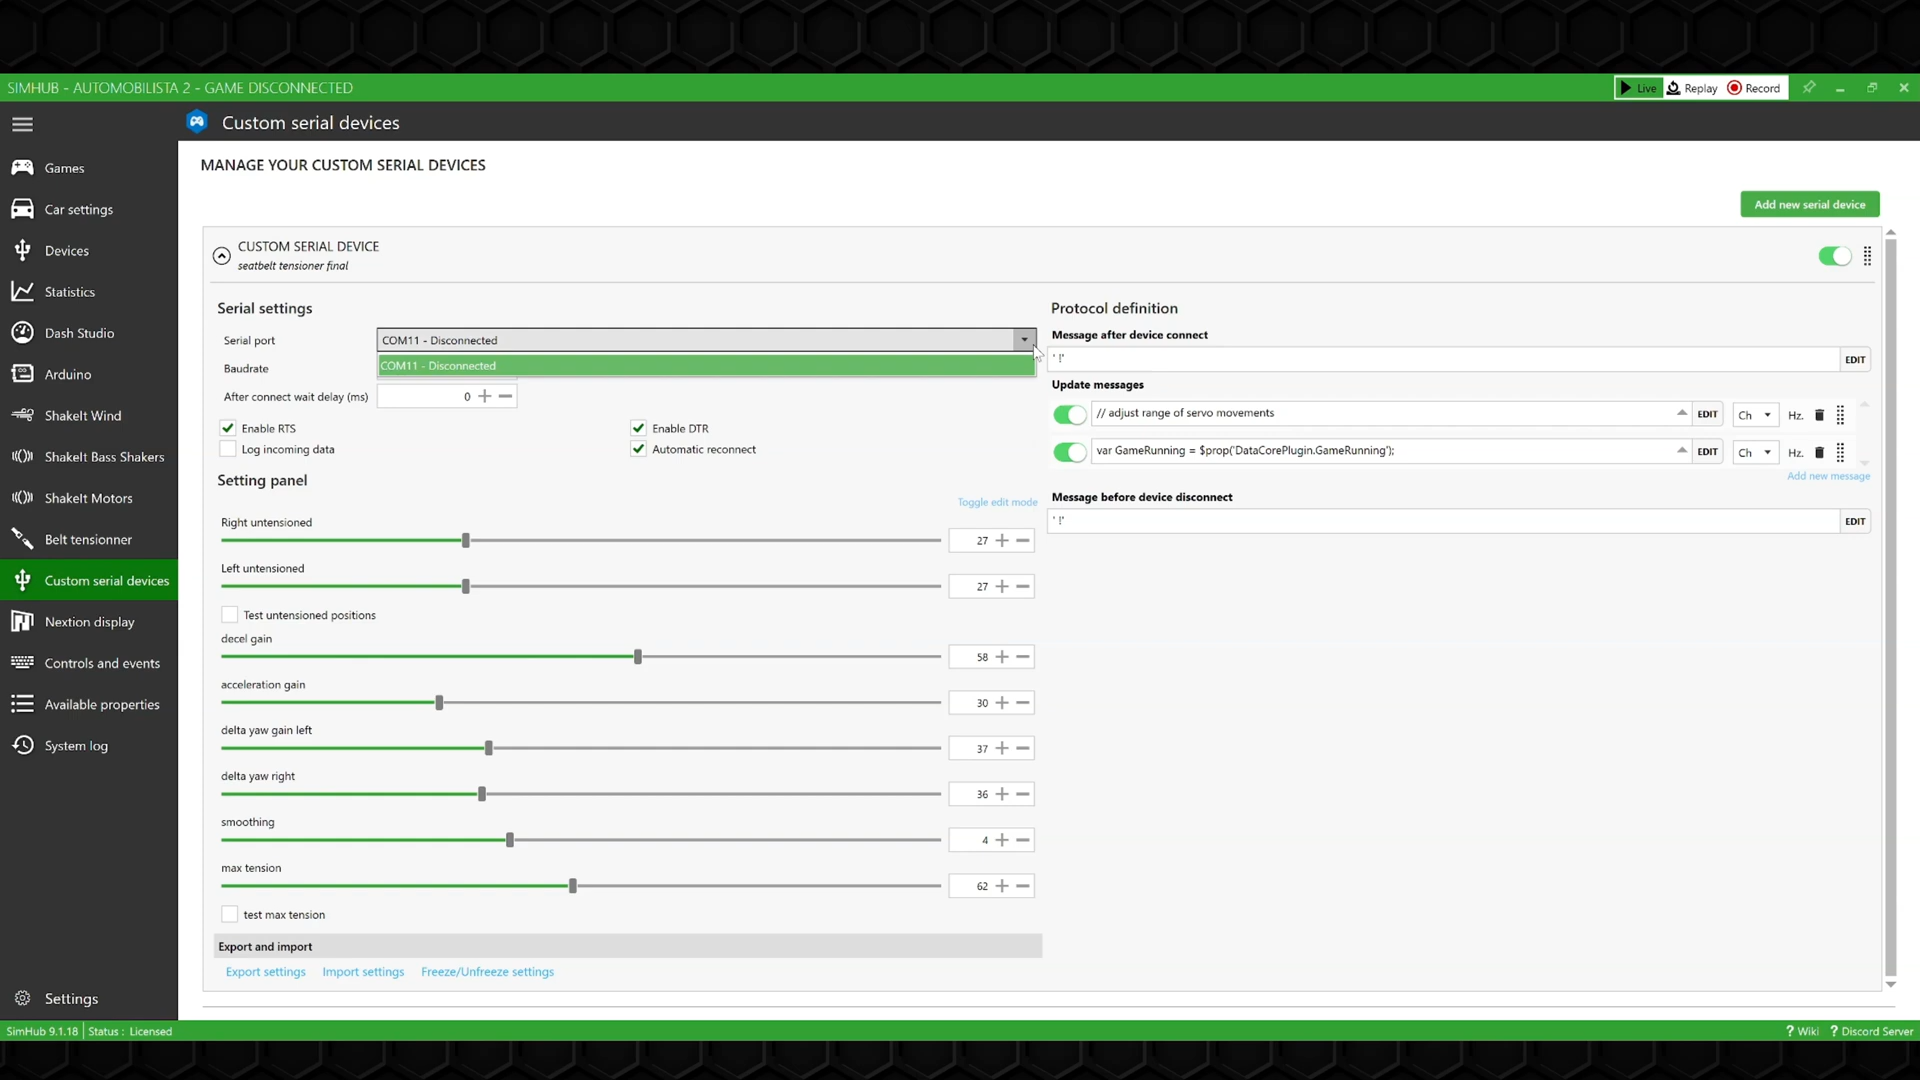 SIMHUB - AUTOMOBILISTA 2 - GAME DISCONNECTED
Live Replay Record
Custom serial devices
Games
Car settings
Devices
Statistics
Dash Studio
Arduino
ShakeIt Wind
ShakeIt Bass Shakers
ShakeIt Motors
Belt tensionner
Custom serial devices
Nextion display
Controls and events
Available properties
System log
Settings
MANAGE YOUR CUSTOM SERIAL DEVICES
Add new serial device
CUSTOM SERIAL DEVICE
seatbelt tensioner final
Serial settings
Serial port COM11 - Disconnected
COM11 - Disconnected
Baudrate
After connect wait delay (ms) 0
Enable RTS Enable DTR
Log incoming data Automatic reconnect
Setting panel
Toggle edit mode
Right untensioned
27
Left untensioned
27
Test untensioned positions
decel gain
58
acceleration gain
30
delta yaw gain left
37
delta yaw right
36
smoothing
4
max tension
62
test max tension
Export and import
Export settings Import settings Freeze/Unfreeze settings
Protocol definition
Message after device connect
' !' EDIT
Update messages
// adjust range of servo movements EDIT Ch Hz.
var GameRunning = $prop('DataCorePlugin.GameRunning'); EDIT Ch Hz.
Add new message
Message before device disconnect
' !' EDIT
SimHub 9.1.18 Status : Licensed
? Wiki ? Discord Server